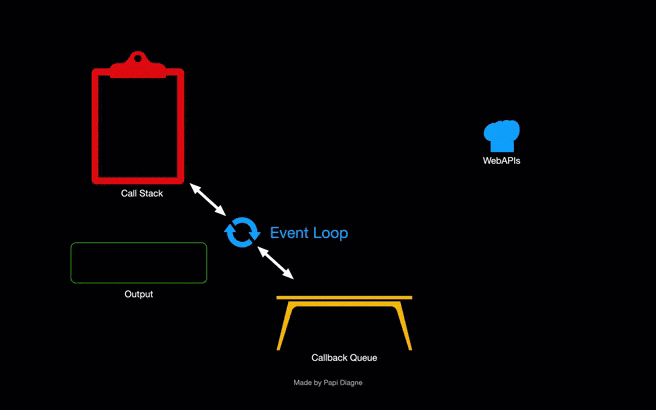 WebAPIs
Call Stack
Event Loop
Output
Callback Queue
Made by Papi Diagne